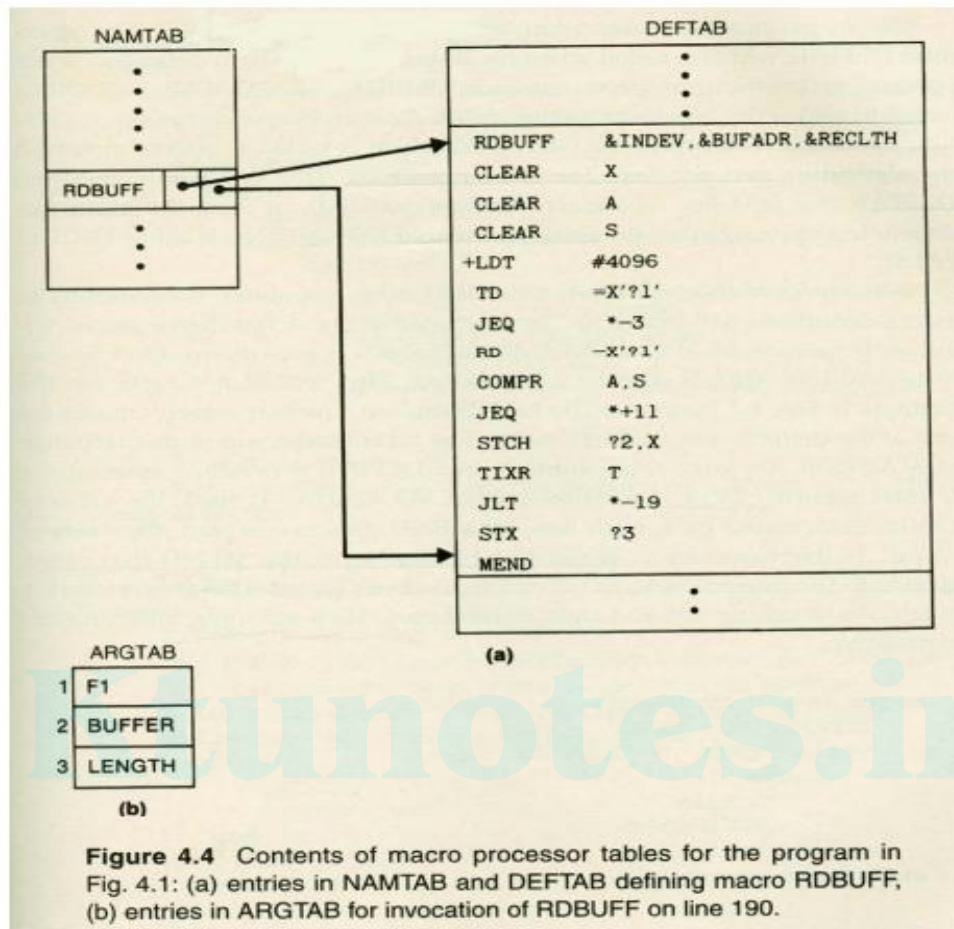 NAMTAB
DEFTAB
RDBUFF
RDBUFF &INDEV,&BUFADR,&RECLTH
CLEAR X
CLEAR A
CLEAR S
+LDT #4096
TD =X'?1'
JEQ *–3
RD =X'?1'
COMPR A,S
JEQ *+11
STCH ?2,X
TIXR T
JLT *–19
STX ?3
MEND
(a)
ARGTAB
1 F1
2 BUFFER
3 LENGTH
(b)
Ktunotes.in
Figure 4.4 Contents of macro processor tables for the program in
Fig. 4.1: (a) entries in NAMTAB and DEFTAB defining macro RDBUFF,
(b) entries in ARGTAB for invocation of RDBUFF on line 190.